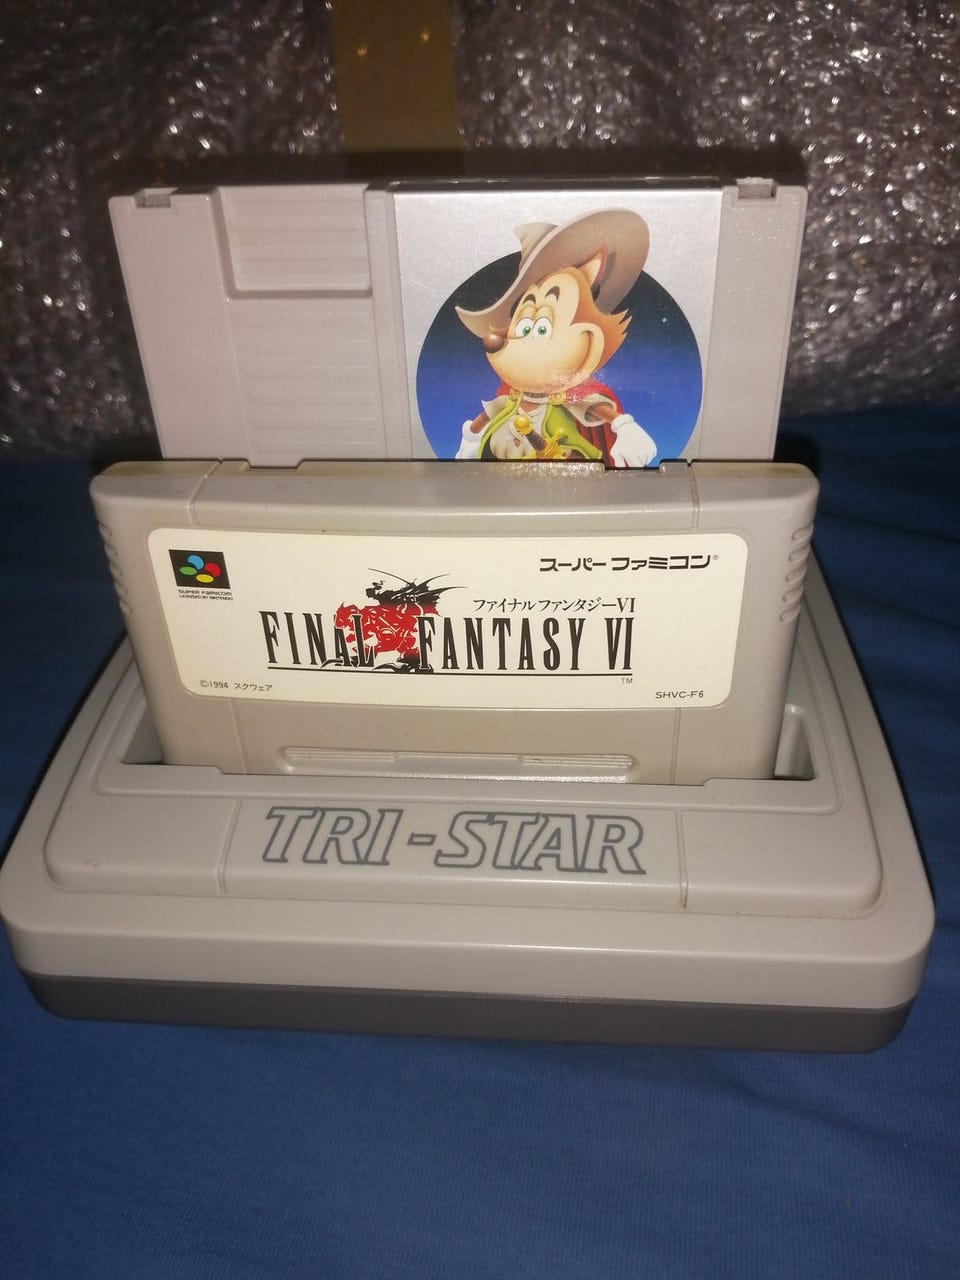 SUPER FAMICOM
LICENSED BY NINTENDO
スーパーファミコン®
ファイナルファンタジーVI
FINAL FANTASY VI
TM
©1994 スクウェア
SHVC-F6
TRI-STAR